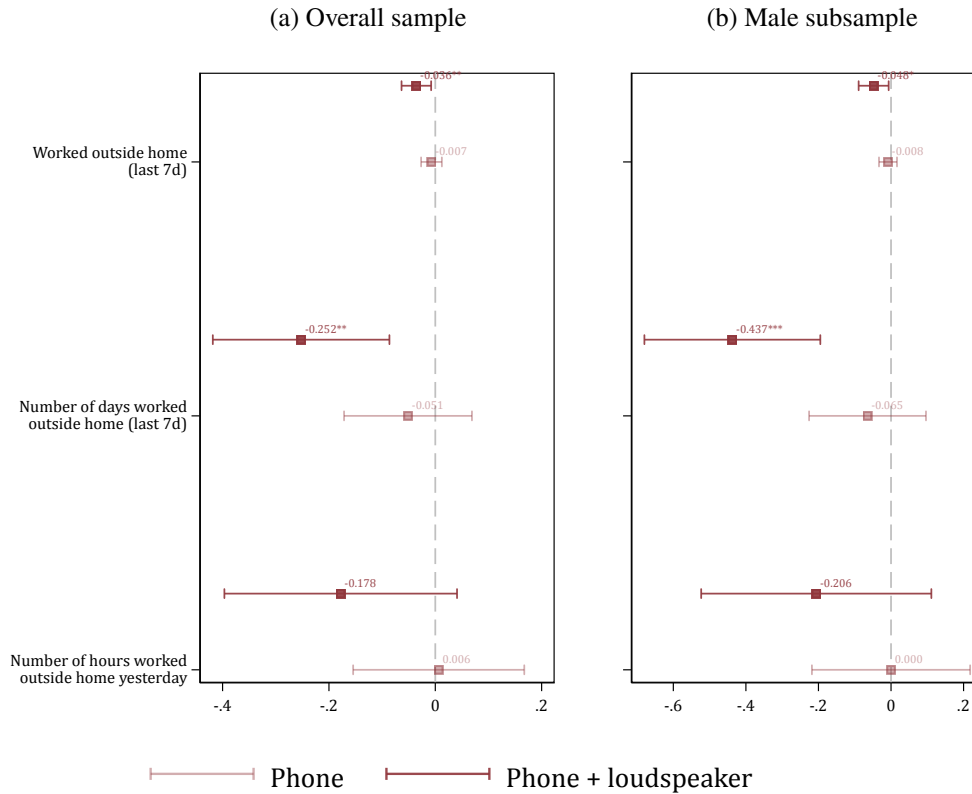 (a) Overall sample
(b) Male subsample
-0.036**
-0.007
-0.252**
-0.051
-0.178
0.006
-0.048*
-0.008
-0.437***
-0.065
-0.206
0.000
Worked outside home
(last 7d)
Number of days worked
outside home (last 7d)
Number of hours worked
outside home yesterday
-.4 -.2 0 .2
-.6 -.4 -.2 0 .2
Phone Phone + loudspeaker